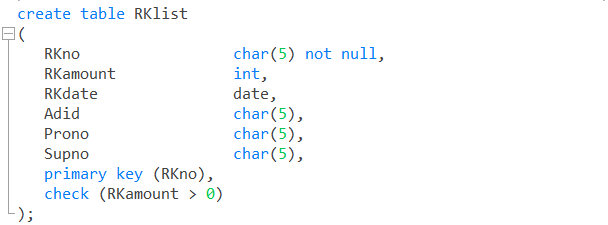 create table RKlist
(
RKno char(5) not null,
RKamount int,
RKdate date,
Adid char(5),
Prono char(5),
Supno char(5),
primary key (RKno),
check (RKamount > 0)
);